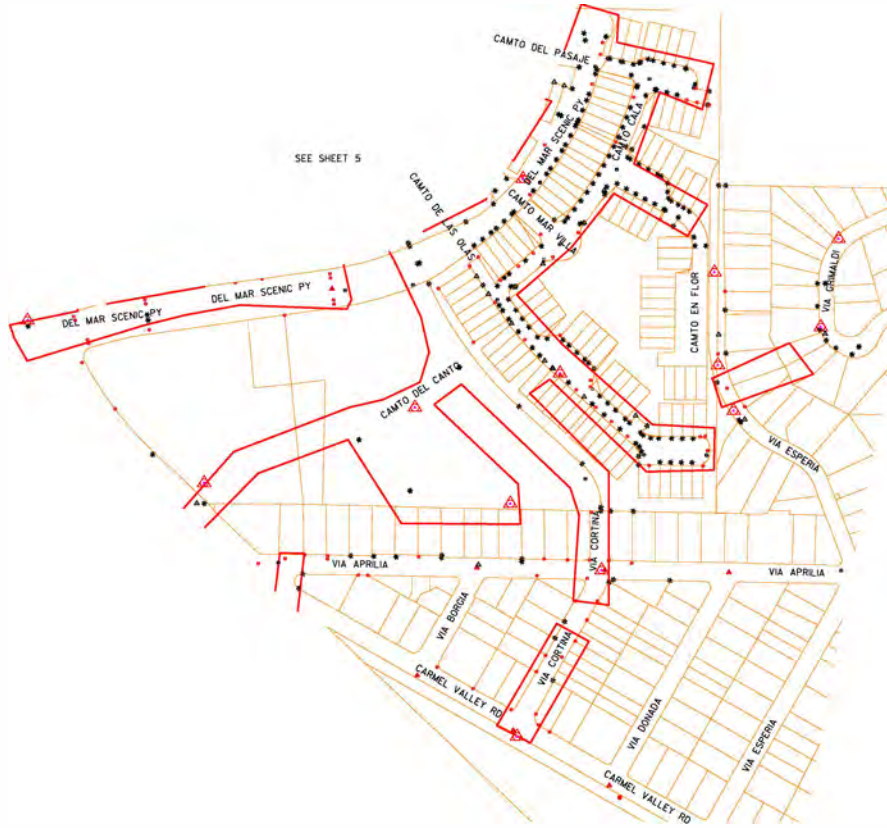 CAMTO DEL PASAJE
DEL MAR SCENIC PY
CAMTO CALA
SEE SHEET 5
CAMTO DE LAS OLAS
CAMTO MAR VILLA
VIA GRIMALDI
CAMTO EN FLOR
DEL MAR SCENIC PY
DEL MAR SCENIC PY
CAMTO DEL CANTO
VIA ESPERIA
VIA CORTINA
VIA APRILIA
VIA APRILIA
VIA BORGIA
VIA CORTINA
CARMEL VALLEY RD
VIA DONADA
VIA ESPERIA
CARMEL VALLEY RD